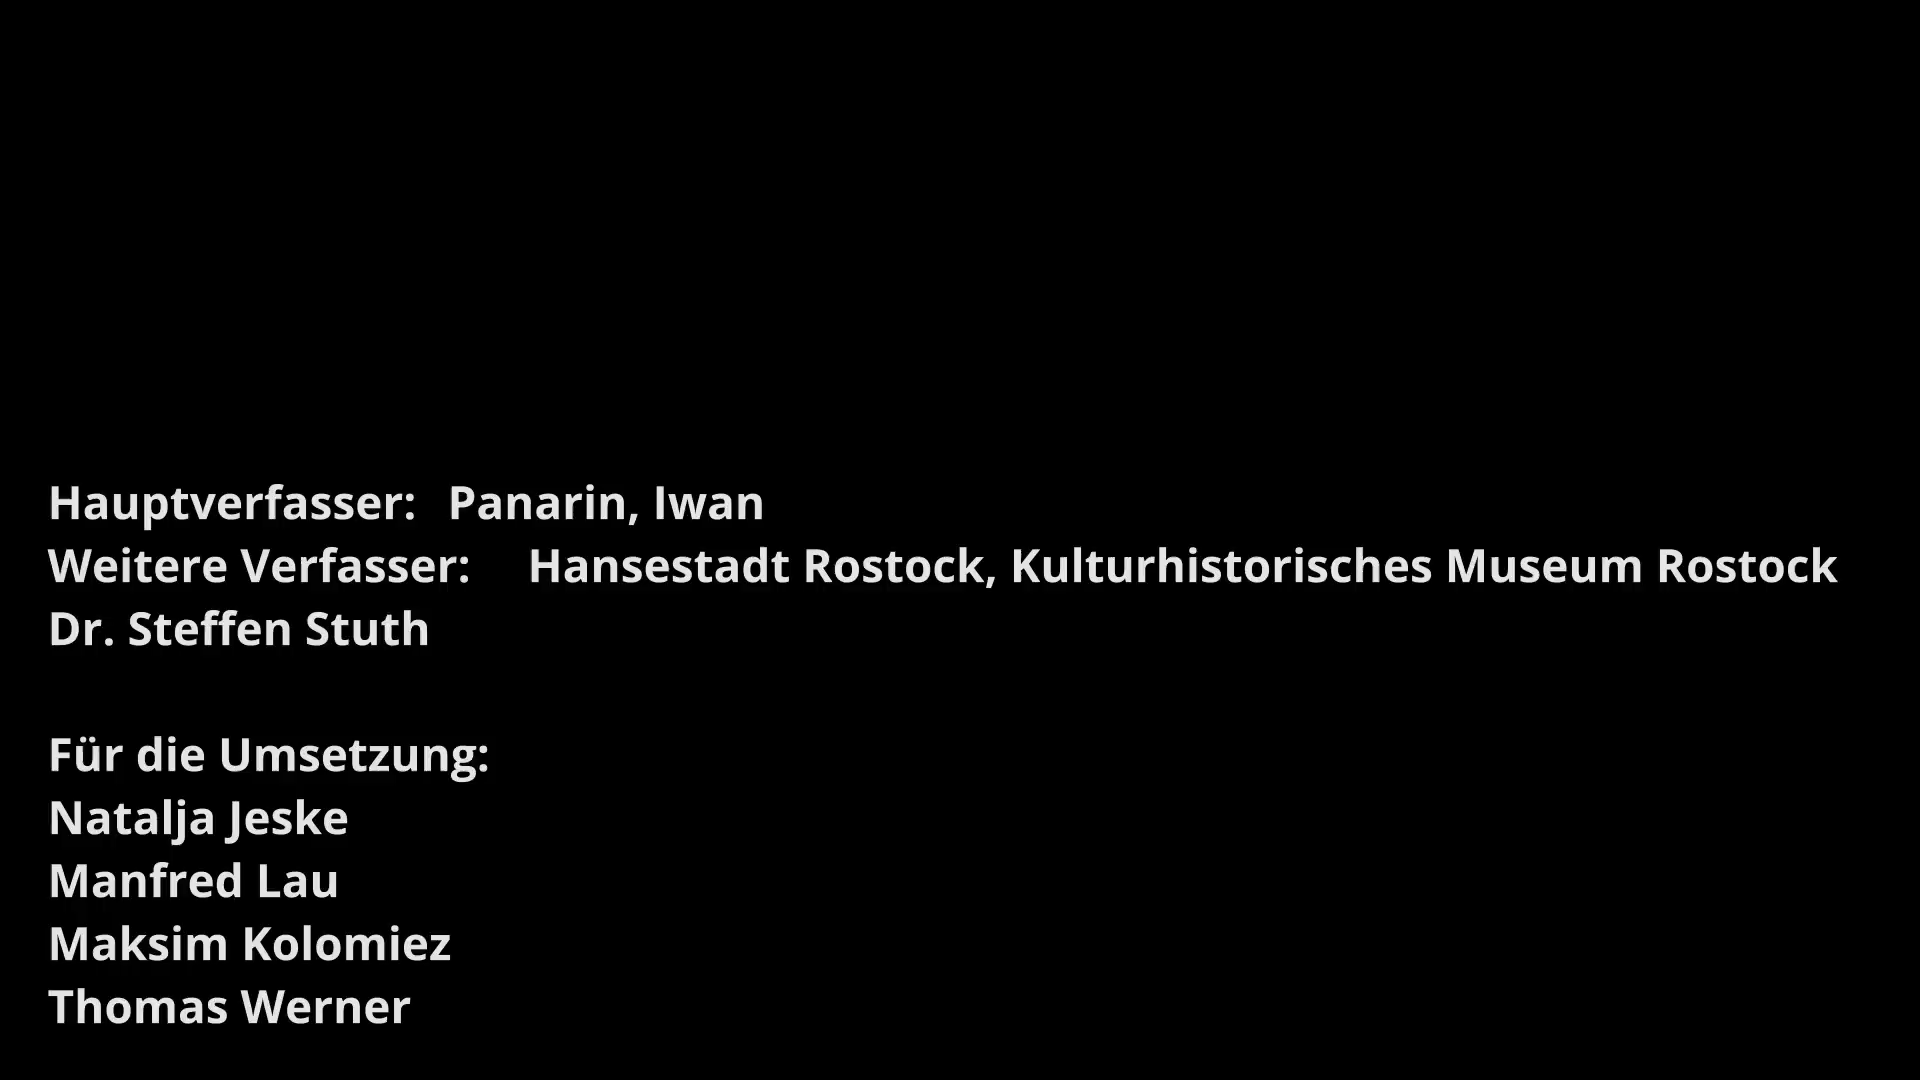 Hauptverfasser: Panarin, Iwan
Weitere Verfasser: Hansestadt Rostock, Kulturhistorisches Museum Rostock
Dr. Steffen Stuth
Für die Umsetzung:
Natalja Jeske
Manfred Lau
Maksim Kolomiez
Thomas Werner